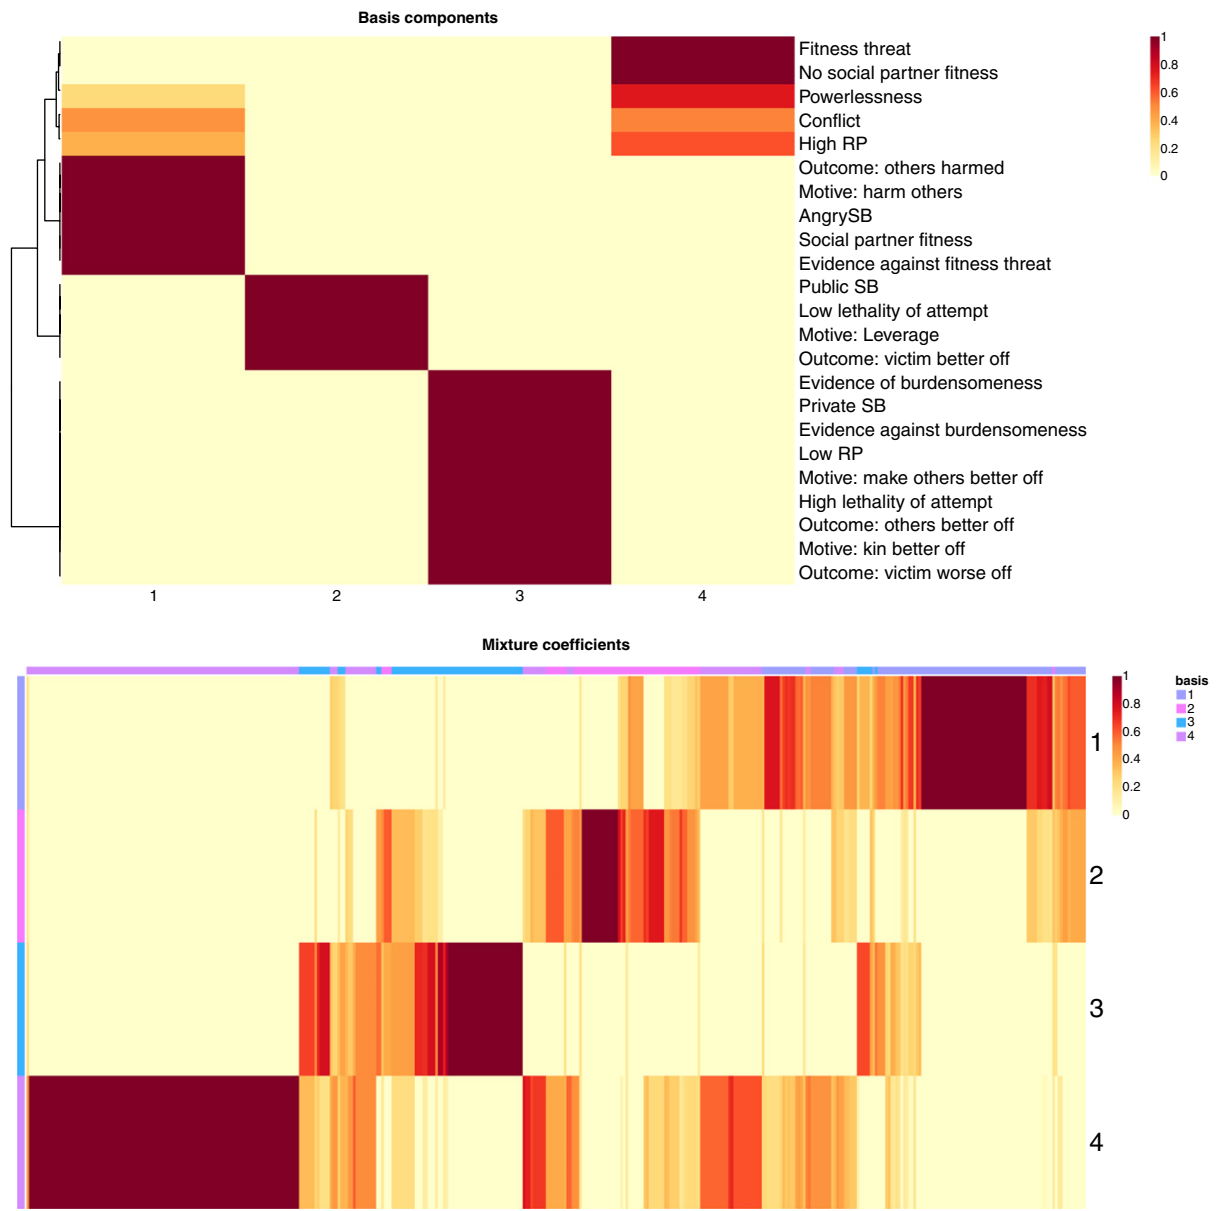 Basis components
Fitness threat
No social partner fitness
Powerlessness
Conflict
High RP
Outcome: others harmed
Motive: harm others
AngrySB
Social partner fitness
Evidence against fitness threat
Public SB
Low lethality of attempt
Motive: Leverage
Outcome: victim better off
Evidence of burdensomeness
Private SB
Evidence against burdensomeness
Low RP
Motive: make others better off
High lethality of attempt
Outcome: others better off
Motive: kin better off
Outcome: victim worse off
1 2 3 4
1
0.8
0.6
0.4
0.2
0
Mixture coefficients
1
2
3
4
1
0.8
0.6
0.4
0.2
0
basis
1
2
3
4